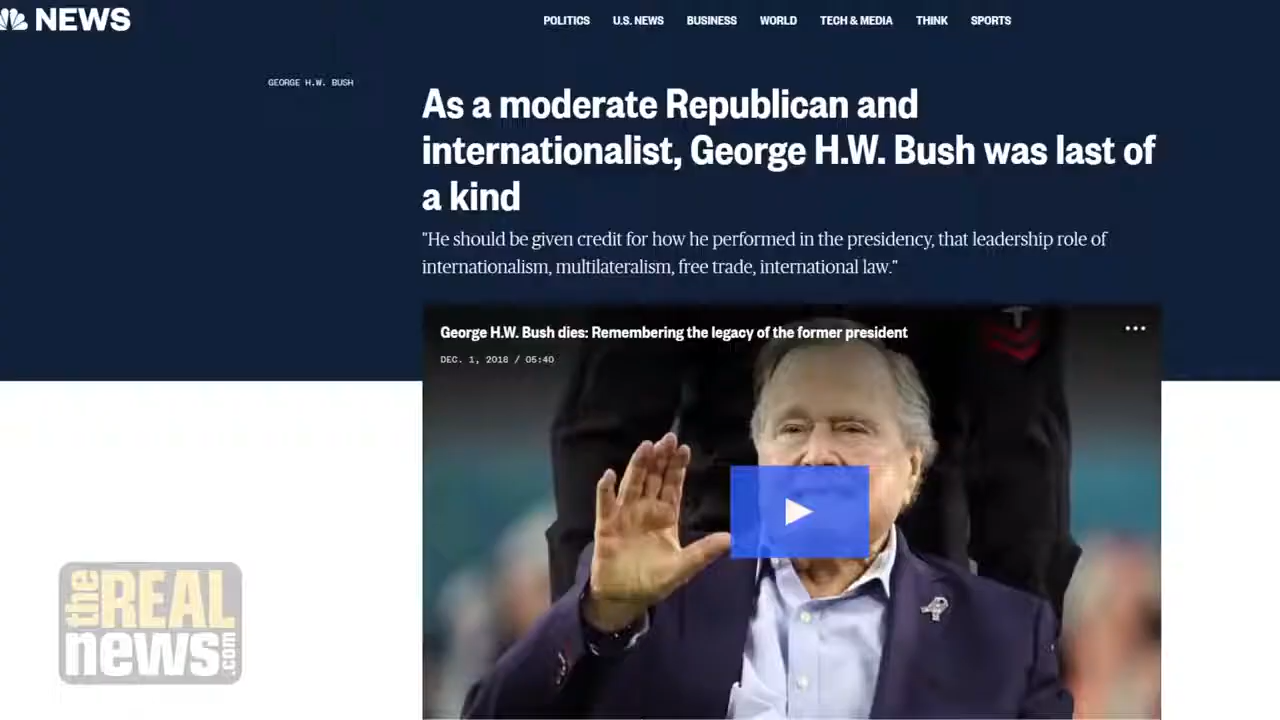 NEWS
POLITICS U.S. NEWS BUSINESS WORLD TECH & MEDIA THINK SPORTS
GEORGE H.W. BUSH
As a moderate Republican and
internationalist, George H.W. Bush was last of
a kind
"He should be given credit for how he performed in the presidency, that leadership role of
internationalism, multilateralism, free trade, international law."
George H.W. Bush dies: Remembering the legacy of the former president
DEC. 1, 2018 / 05:40
the REAL
news.com